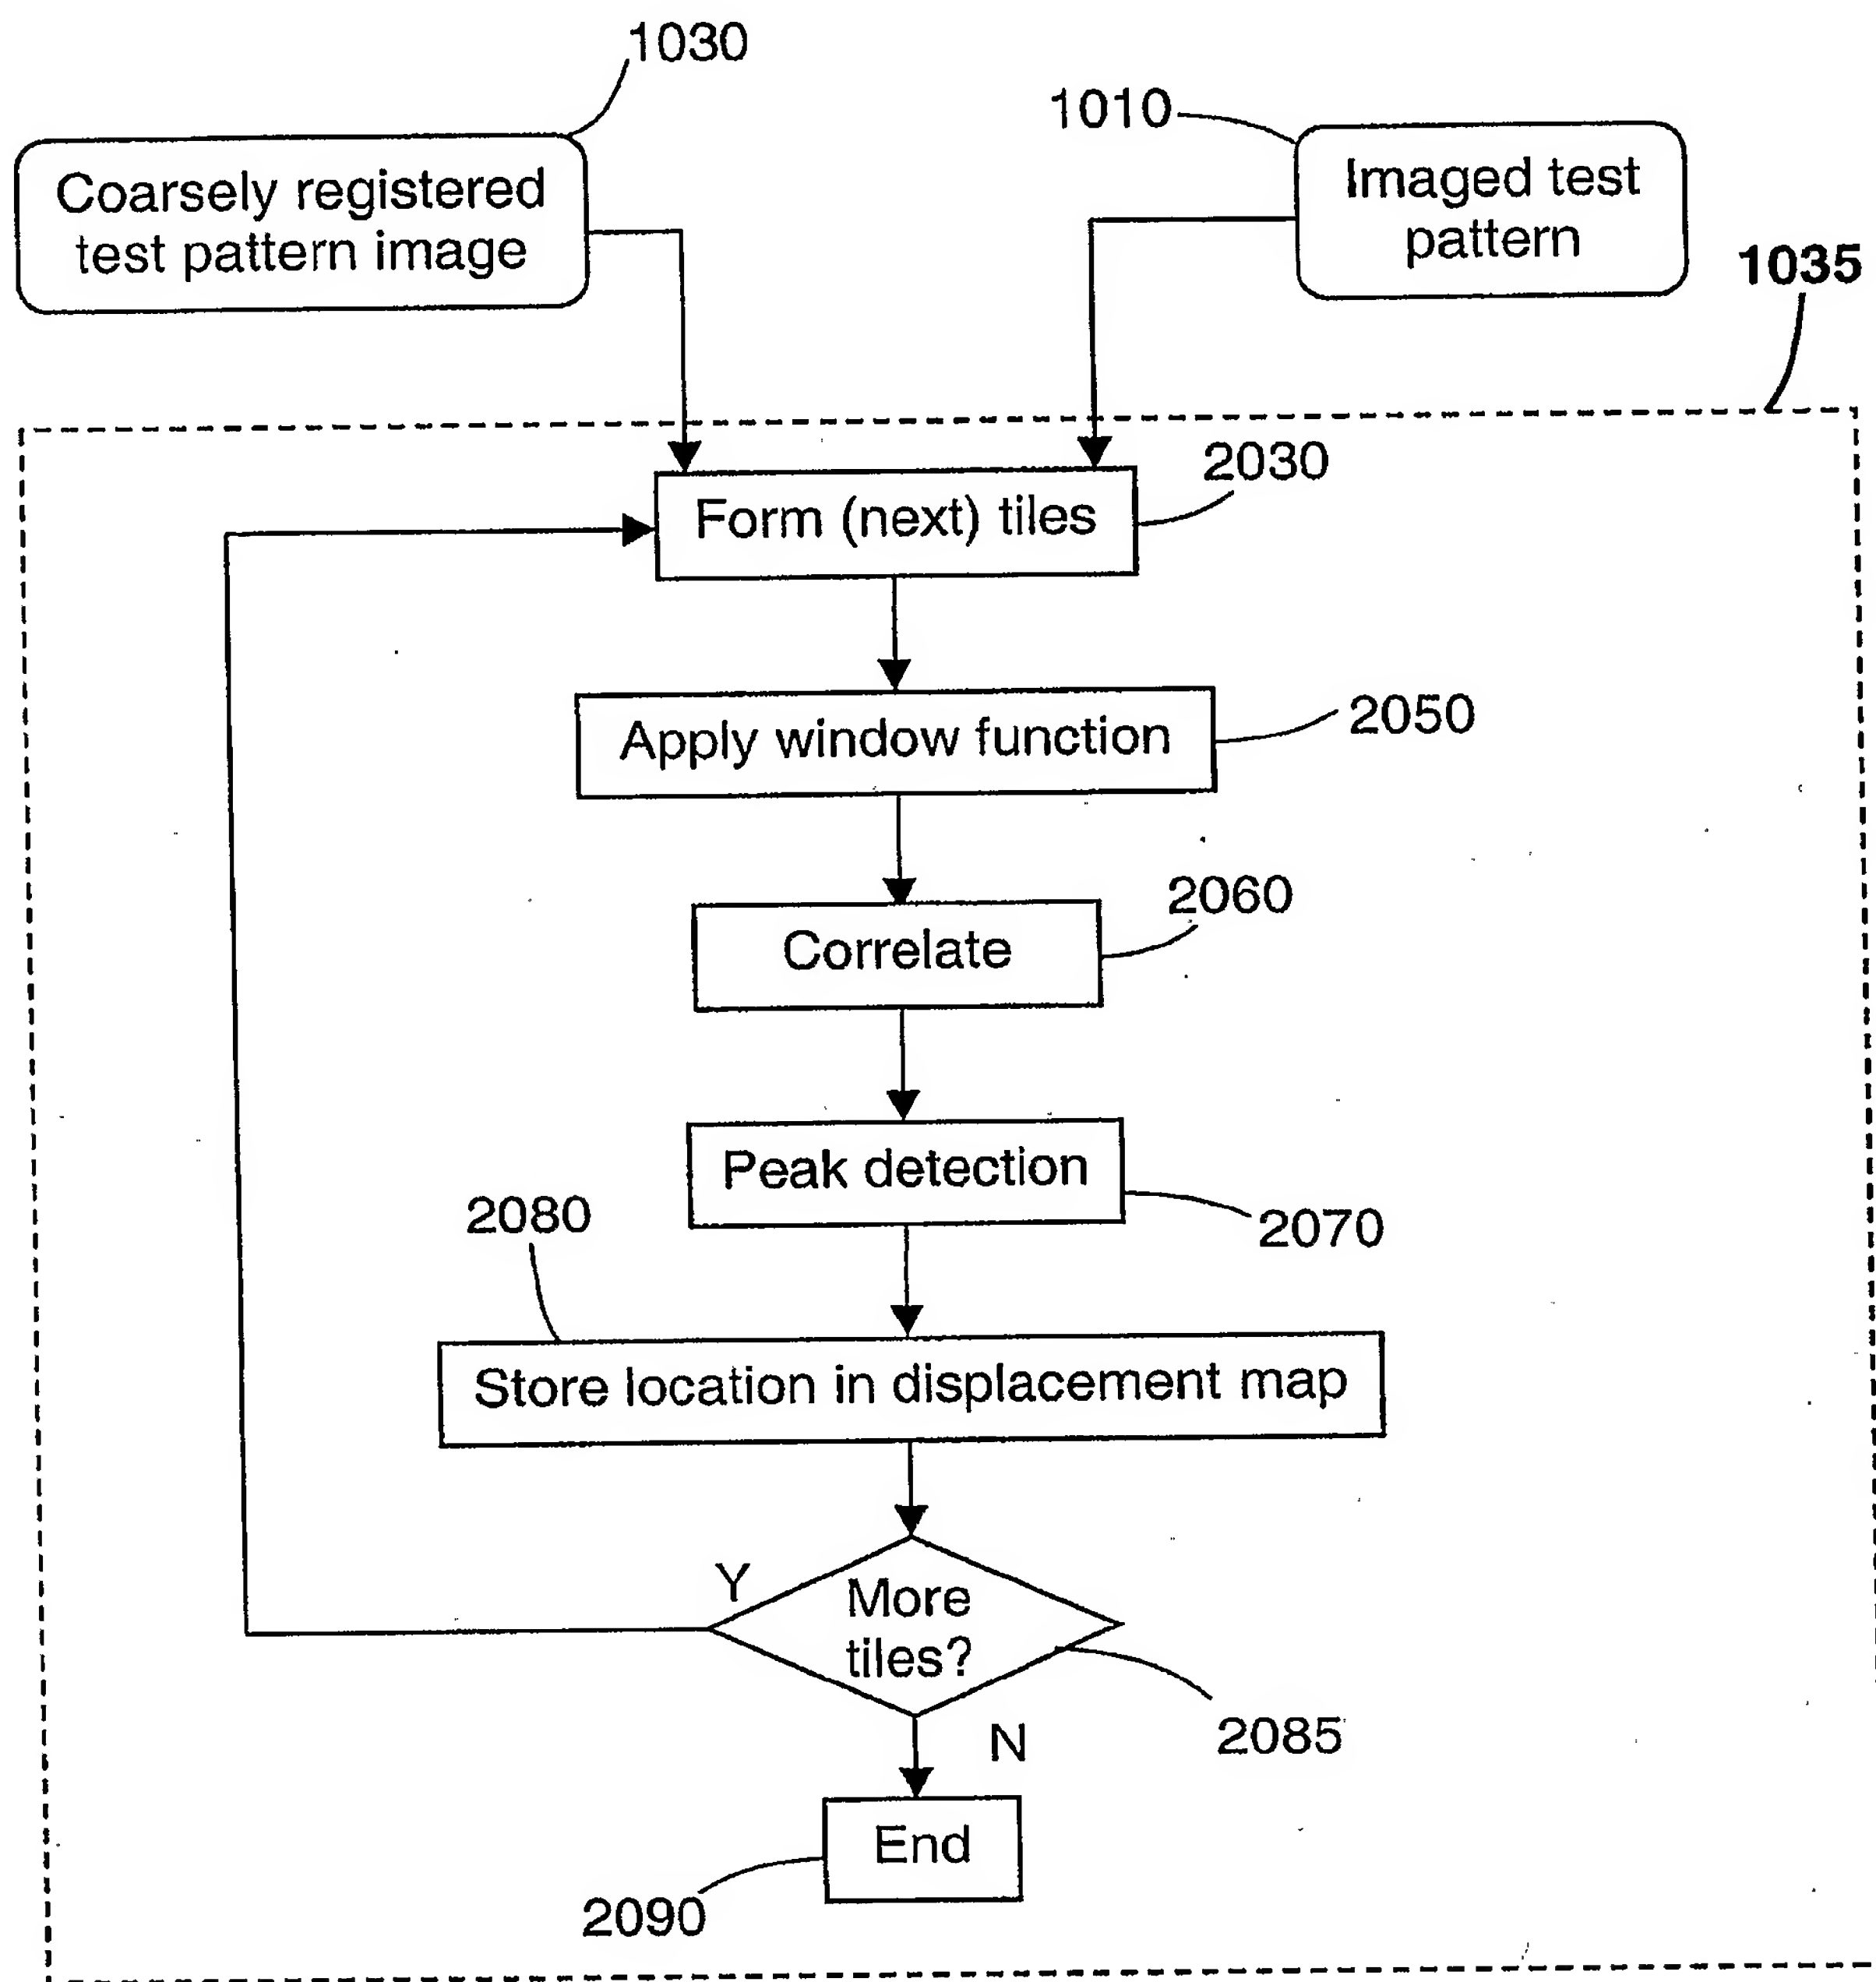 1030
1010
Coarsely registered
test pattern image
Imaged test
pattern
1035
2030
Form (next) tiles
2050
Apply window function
2060
Correlate
Peak detection
2070
2080
Store location in displacement map
Y
More
tiles?
2085
N
End
2090